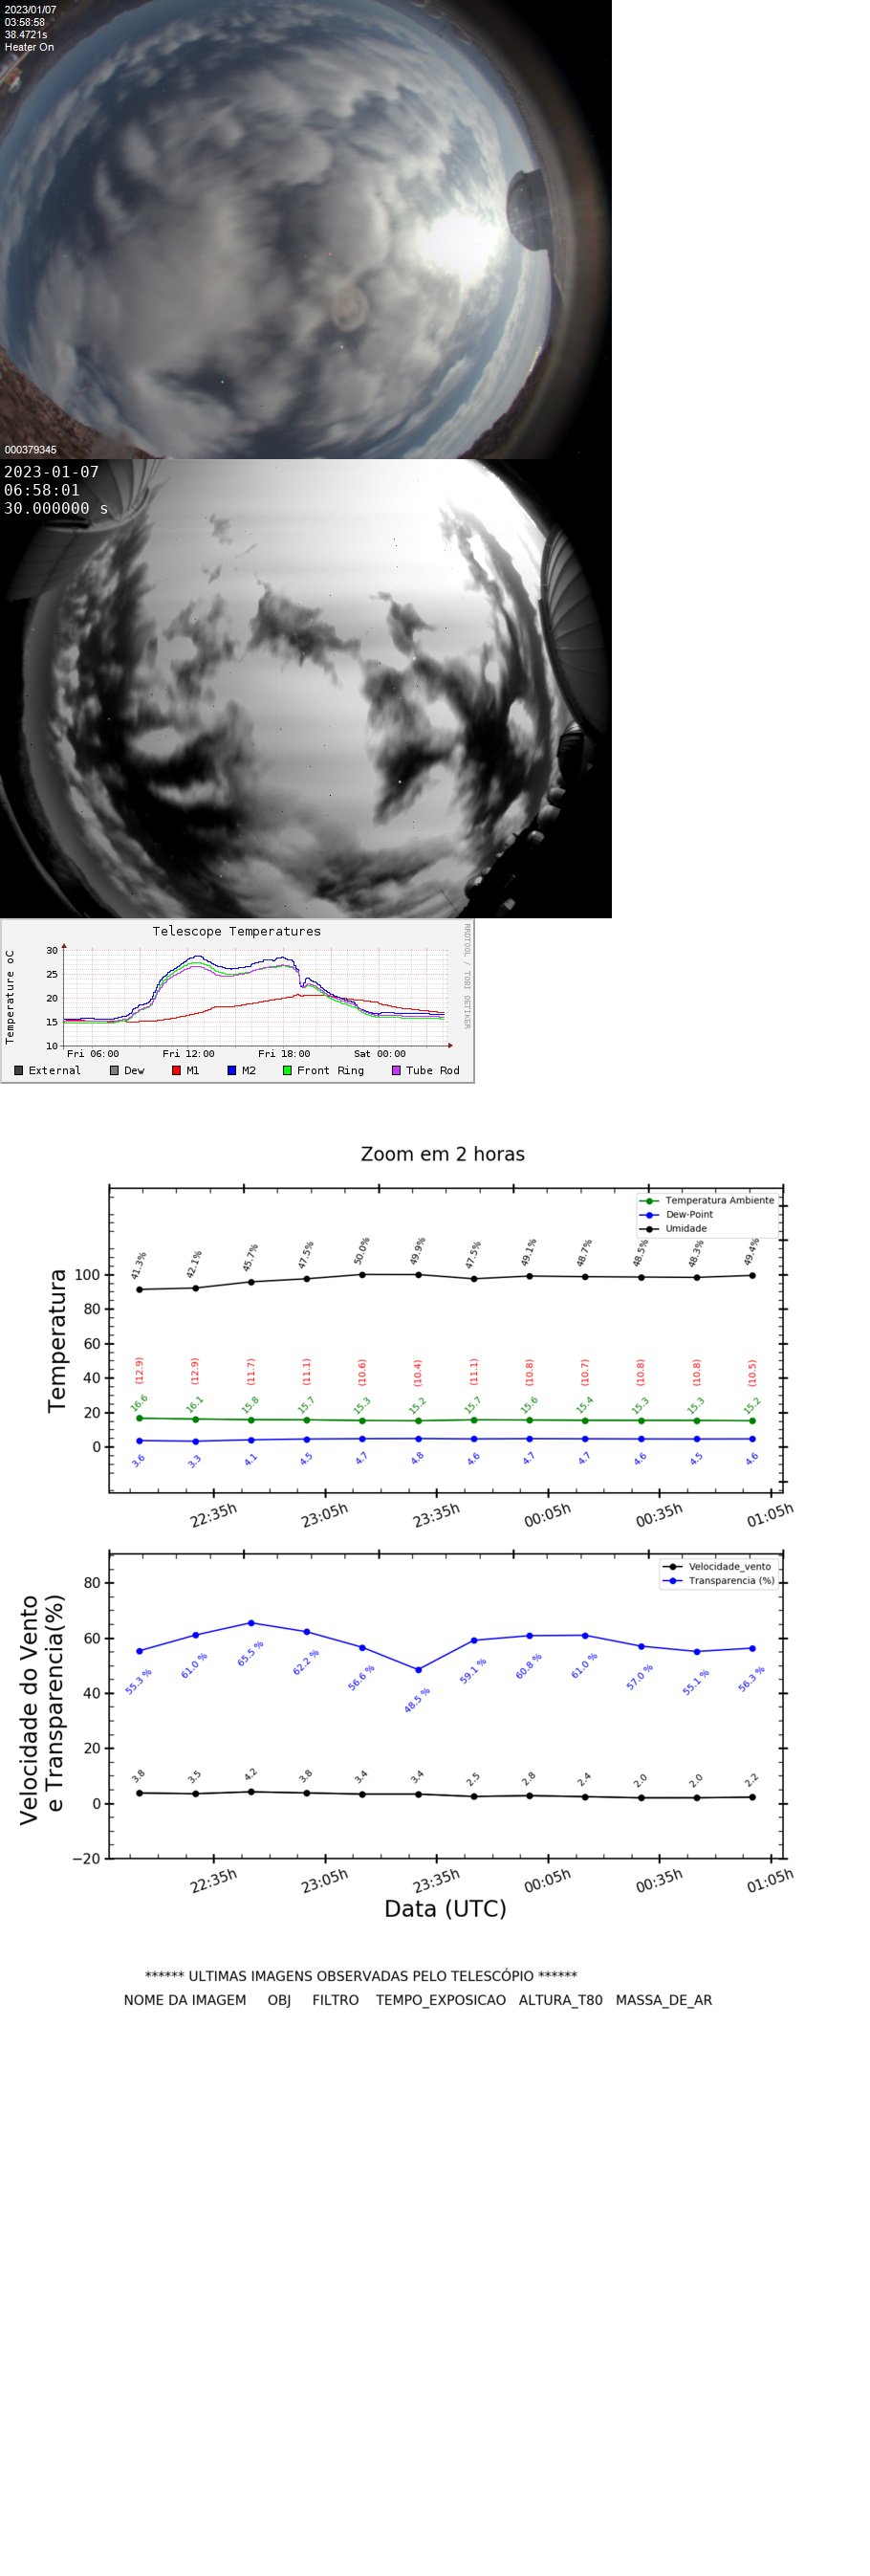 2023/01/07
03:58:58
38.4721s
Heater On
000379345
2023-01-07
06:58:01
30.000000 s
Telescope Temperatures
RRDTOOL / TOBI OETIKER
Temperature oC
30
25
20
15
10
Fri 06:00 Fri 12:00 Fri 18:00 Sat 00:00
External Dew M1 M2 Front Ring Tube Rod
Zoom em 2 horas
Temperatura Ambiente
Dew-Point
Umidade
Temperatura
100
80
60
40
20
0
41.3% 42.1% 45.7% 47.5% 50.0% 49.9% 47.5% 49.1% 48.7% 48.5% 48.3% 49.4%
(12.9) (12.9) (11.7) (11.1) (10.6) (10.4) (11.1) (10.8) (10.7) (10.8) (10.8) (10.5)
16.6 16.1 15.8 15.7 15.3 15.2 15.7 15.6 15.4 15.3 15.3 15.2
3.6 3.3 4.1 4.5 4.7 4.8 4.6 4.7 4.7 4.6 4.5 4.6
22:35h 23:05h 23:35h 00:05h 00:35h 01:05h
Velocidade_vento
Transparencia (%)
Velocidade do Vento
e Transparencia(%)
80
60
40
20
0
−20
55.3 % 61.0 % 65.5 % 62.2 % 56.6 % 48.5 % 59.1 % 60.8 % 61.0 % 57.0 % 55.1 % 56.3 %
3.8 3.5 4.2 3.8 3.4 3.4 2.5 2.8 2.4 2.0 2.0 2.2
22:35h 23:05h 23:35h 00:05h 00:35h 01:05h
Data (UTC)
****** ULTIMAS IMAGENS OBSERVADAS PELO TELESCÓPIO ******
NOME DA IMAGEM OBJ FILTRO TEMPO_EXPOSICAO ALTURA_T80 MASSA_DE_AR